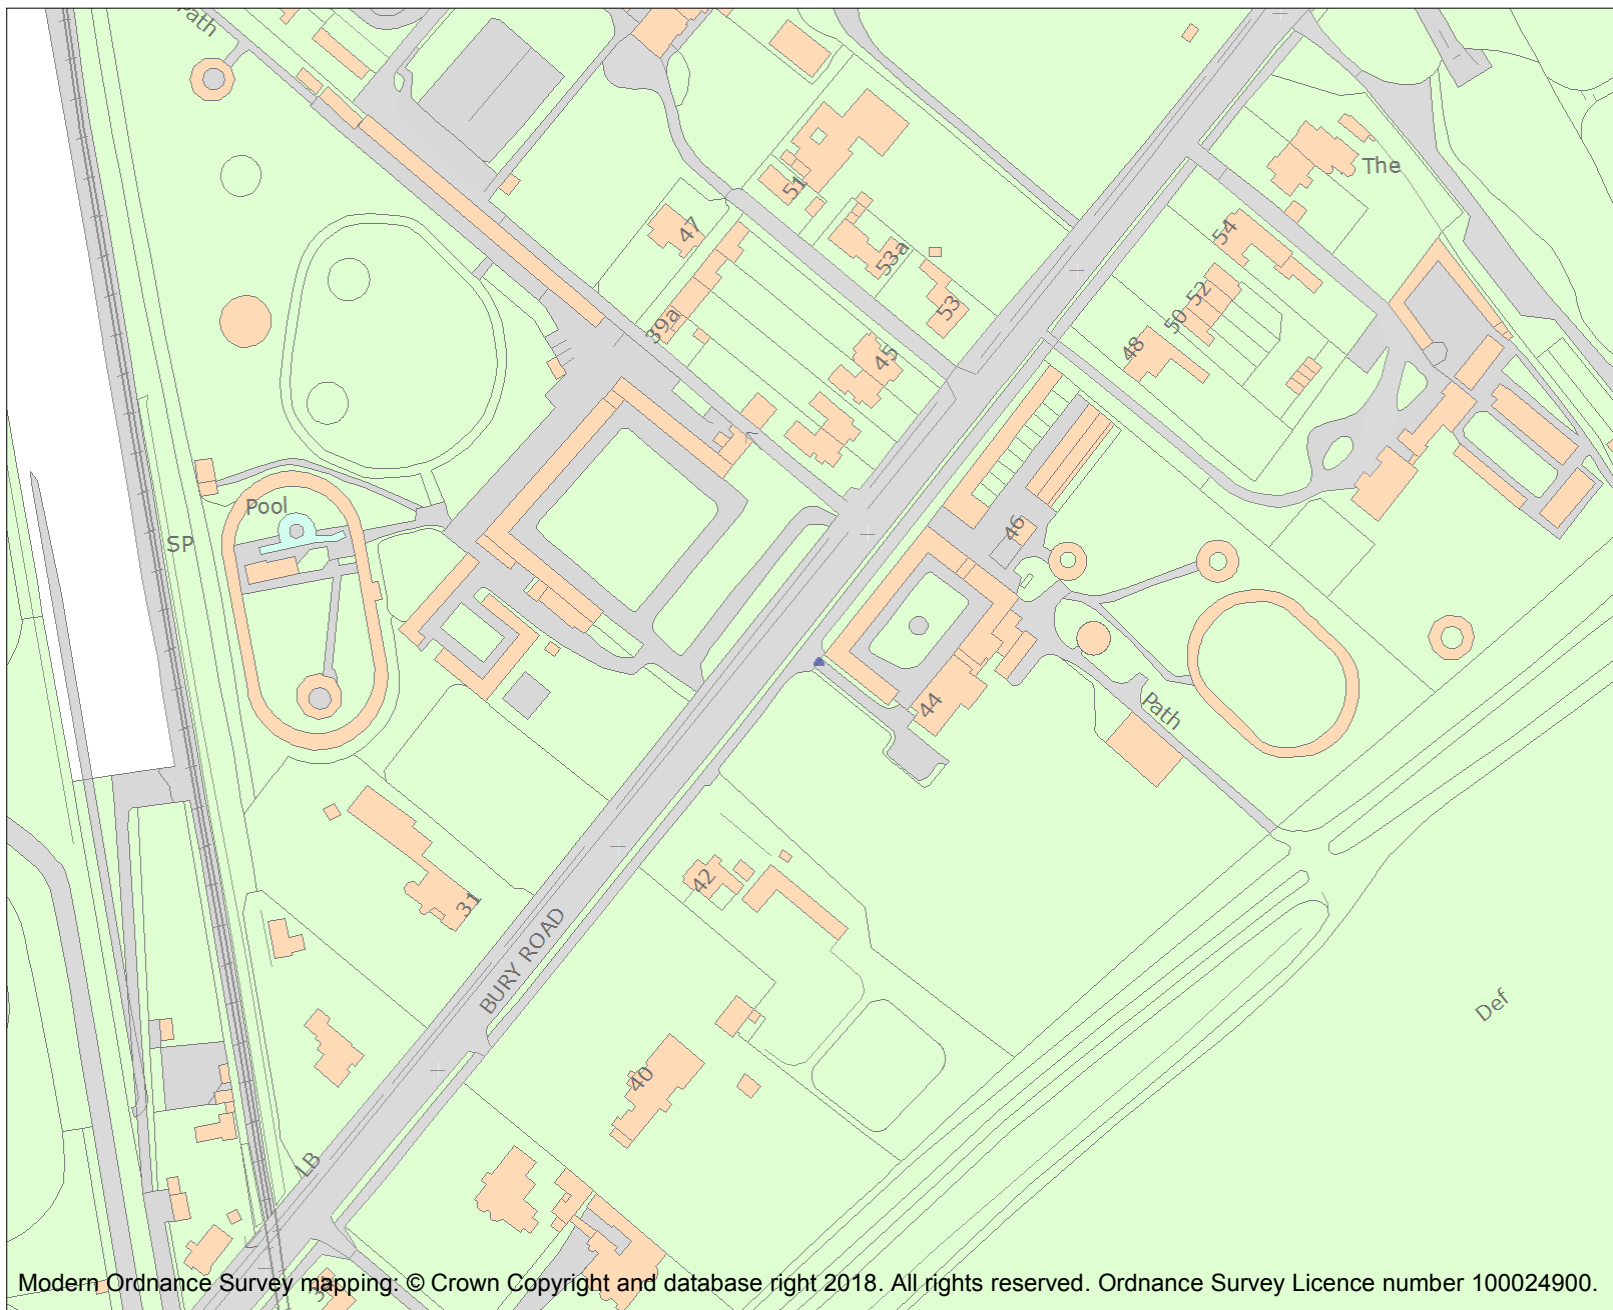 Path
The
51
47
54
53a
52
53
50
39a
48
45
Pool
46
SP
44
Path
42
31
BURY ROAD
Def
40
LB
Modern Ordnance Survey mapping: © Crown Copyright and database right 2018. All rights reserved. Ordnance Survey Licence number 100024900.